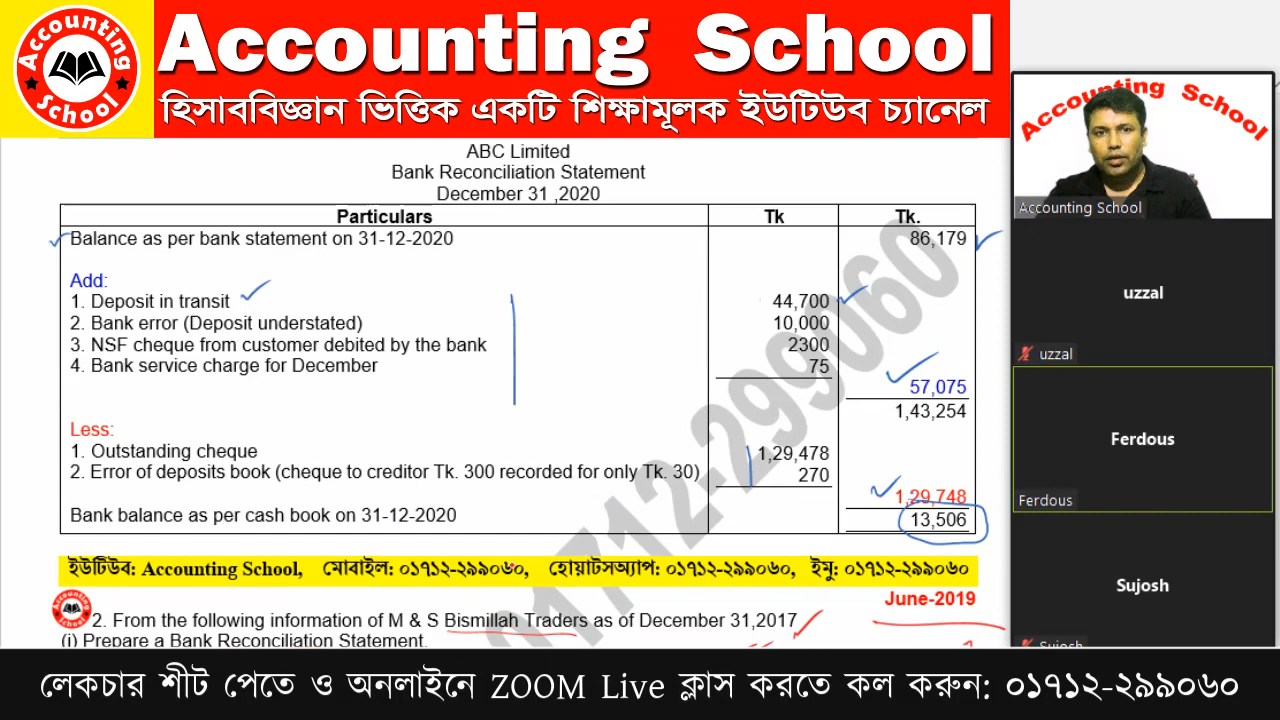 Accounting School
Accounting School
হিসাববিজ্ঞান ভিত্তিক একটি শিক্ষামূলক ইউটিউব চ্যানেল
ABC Limited
Bank Reconciliation Statement
December 31 ,2020
Particulars Tk Tk.
Balance as per bank statement on 31-12-2020 86,179
Add:
1. Deposit in transit 44,700
2. Bank error (Deposit understated) 10,000
3. NSF cheque from customer debited by the bank 2300
4. Bank service charge for December 75
57,075
1,43,254
Less:
1. Outstanding cheque 1,29,478
2. Error of deposits book (cheque to creditor Tk. 300 recorded for only Tk. 30) 270
1,29,748
Bank balance as per cash book on 31-12-2020 13,506
01712-299060
ইউটিউব: Accounting School, মোবাইল: ০১৭১২-২৯৯০৬০, হোয়াটসঅ্যাপ: ০১৭১২-২৯৯০৬০, ইমু: ০১৭১২-২৯৯০৬০
June-2019
2. From the following information of M & S Bismillah Traders as of December 31,2017
(i) Prepare a Bank Reconciliation Statement.
Accounting School
Accounting School
uzzal
uzzal
Ferdous
Ferdous
Sujosh
Sujosh
লেকচার শীট পেতে ও অনলাইনে ZOOM Live ক্লাস করতে কল করুন: ০১৭১২-২৯৯০৬০